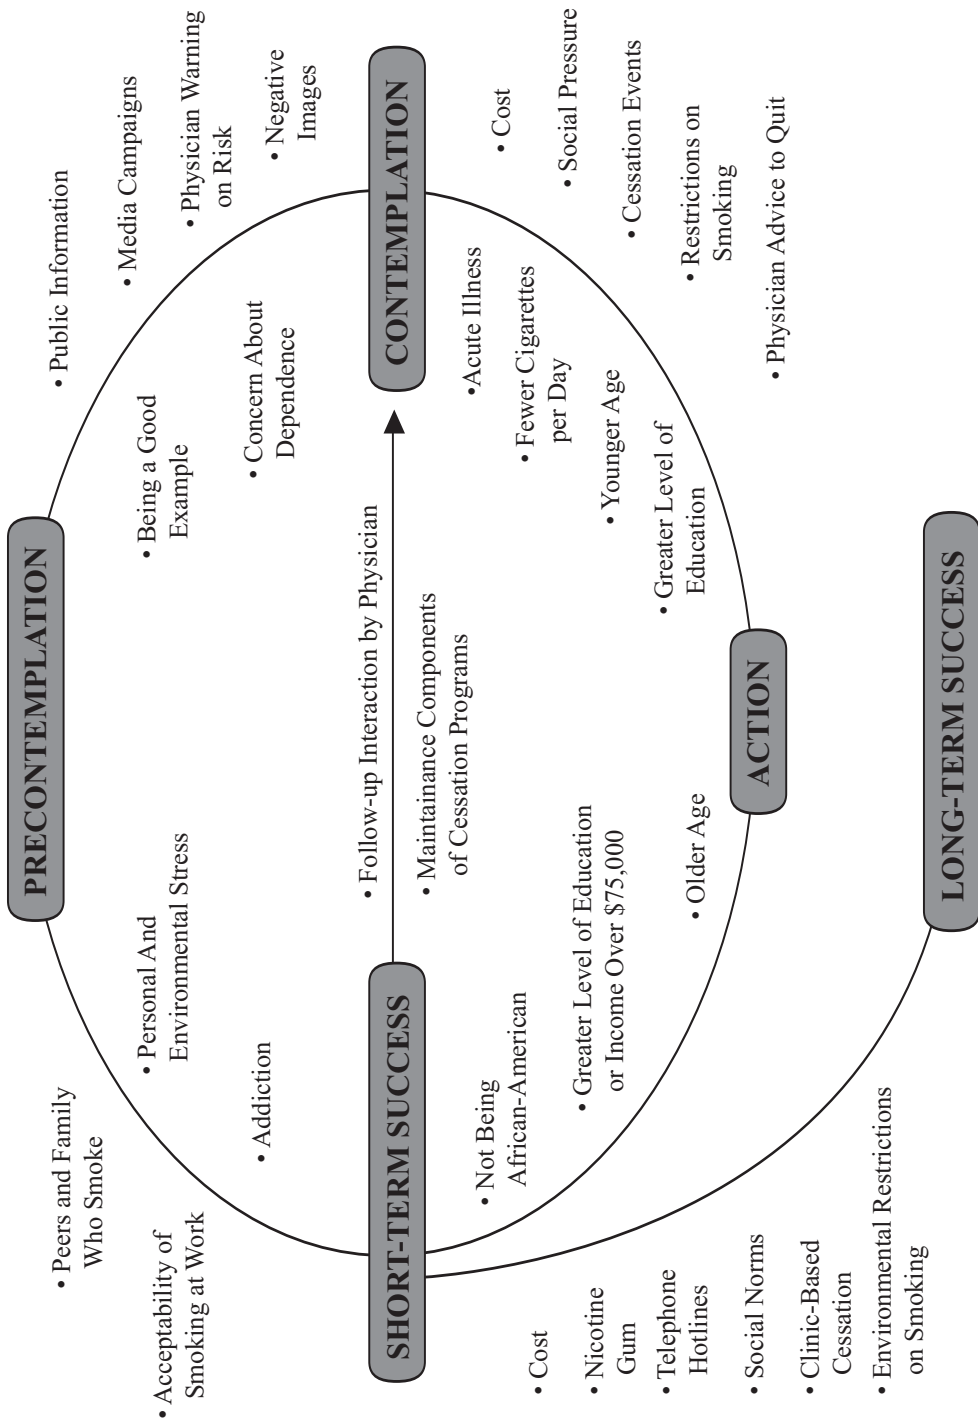 PRECONTEMPLATION
• Peers and Family
Who Smoke
• Public Information
• Acceptability of
Smoking at Work
• Personal And
Environmental Stress
• Being a Good
Example
• Media Campaigns
• Physician Warning
on Risk
• Addiction
• Concern About
Dependence
• Negative
Images
• Follow-up Interaction by Physician
SHORT-TERM SUCCESS
CONTEMPLATION
• Maintainance Components
of Cessation Programs
• Not Being
African-American
• Acute Illness
• Cost
• Cost
• Fewer Cigarettes
per Day
• Social Pressure
• Nicotine
Gum
• Greater Level of Education
or Income Over $75,000
• Younger Age
• Cessation Events
• Telephone
Hotlines
• Older Age
• Greater Level of
Education
• Restrictions on
Smoking
• Social Norms
ACTION
• Physician Advice to Quit
• Clinic-Based
Cessation
• Environmental Restrictions
on Smoking
LONG-TERM SUCCESS